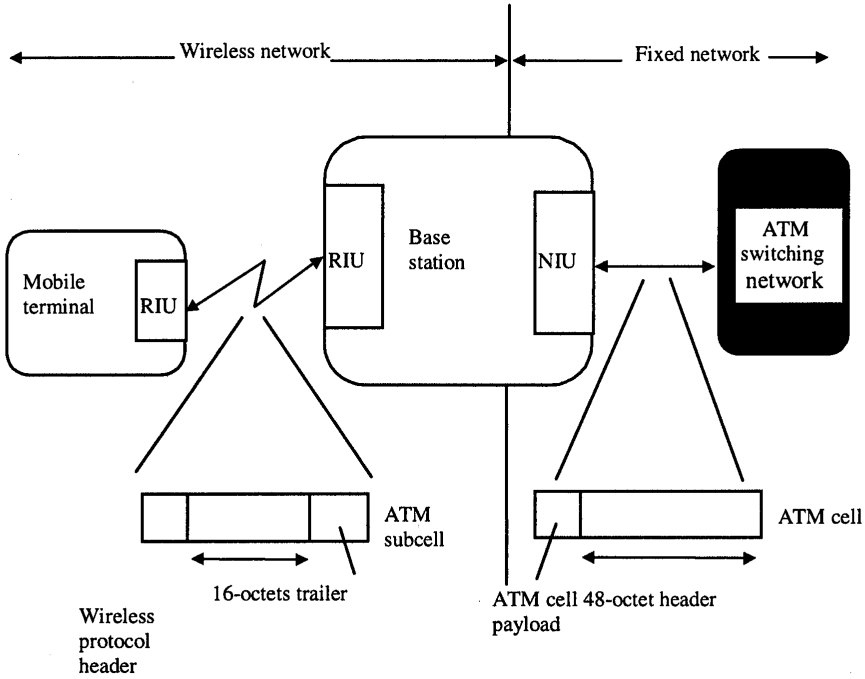 Wireless network
Fixed network
Mobile
terminal
RIU
RIU
Base
station
NIU
ATM
switching
network
ATM
subcell
ATM cell
16-octets trailer
ATM cell 48-octet header
payload
Wireless
protocol
header